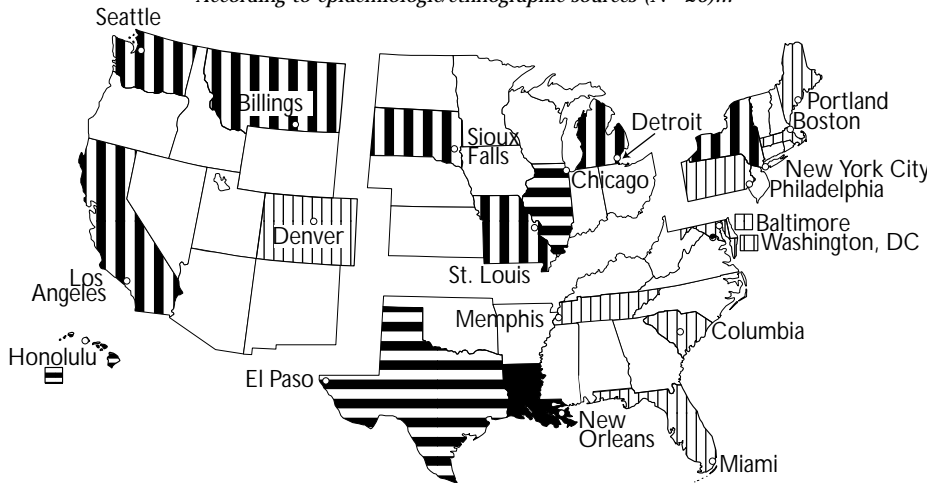 According to epidemiologic/ethnographic sources (N=20)...
Seattle
Billings
Sioux
Falls
Detroit
Portland
Boston
New York City
Philadelphia
Chicago
Baltimore
Washington, DC
Denver
St. Louis
Los
Angeles
Memphis
Columbia
Honolulu
El Paso
New
Orleans
Miami